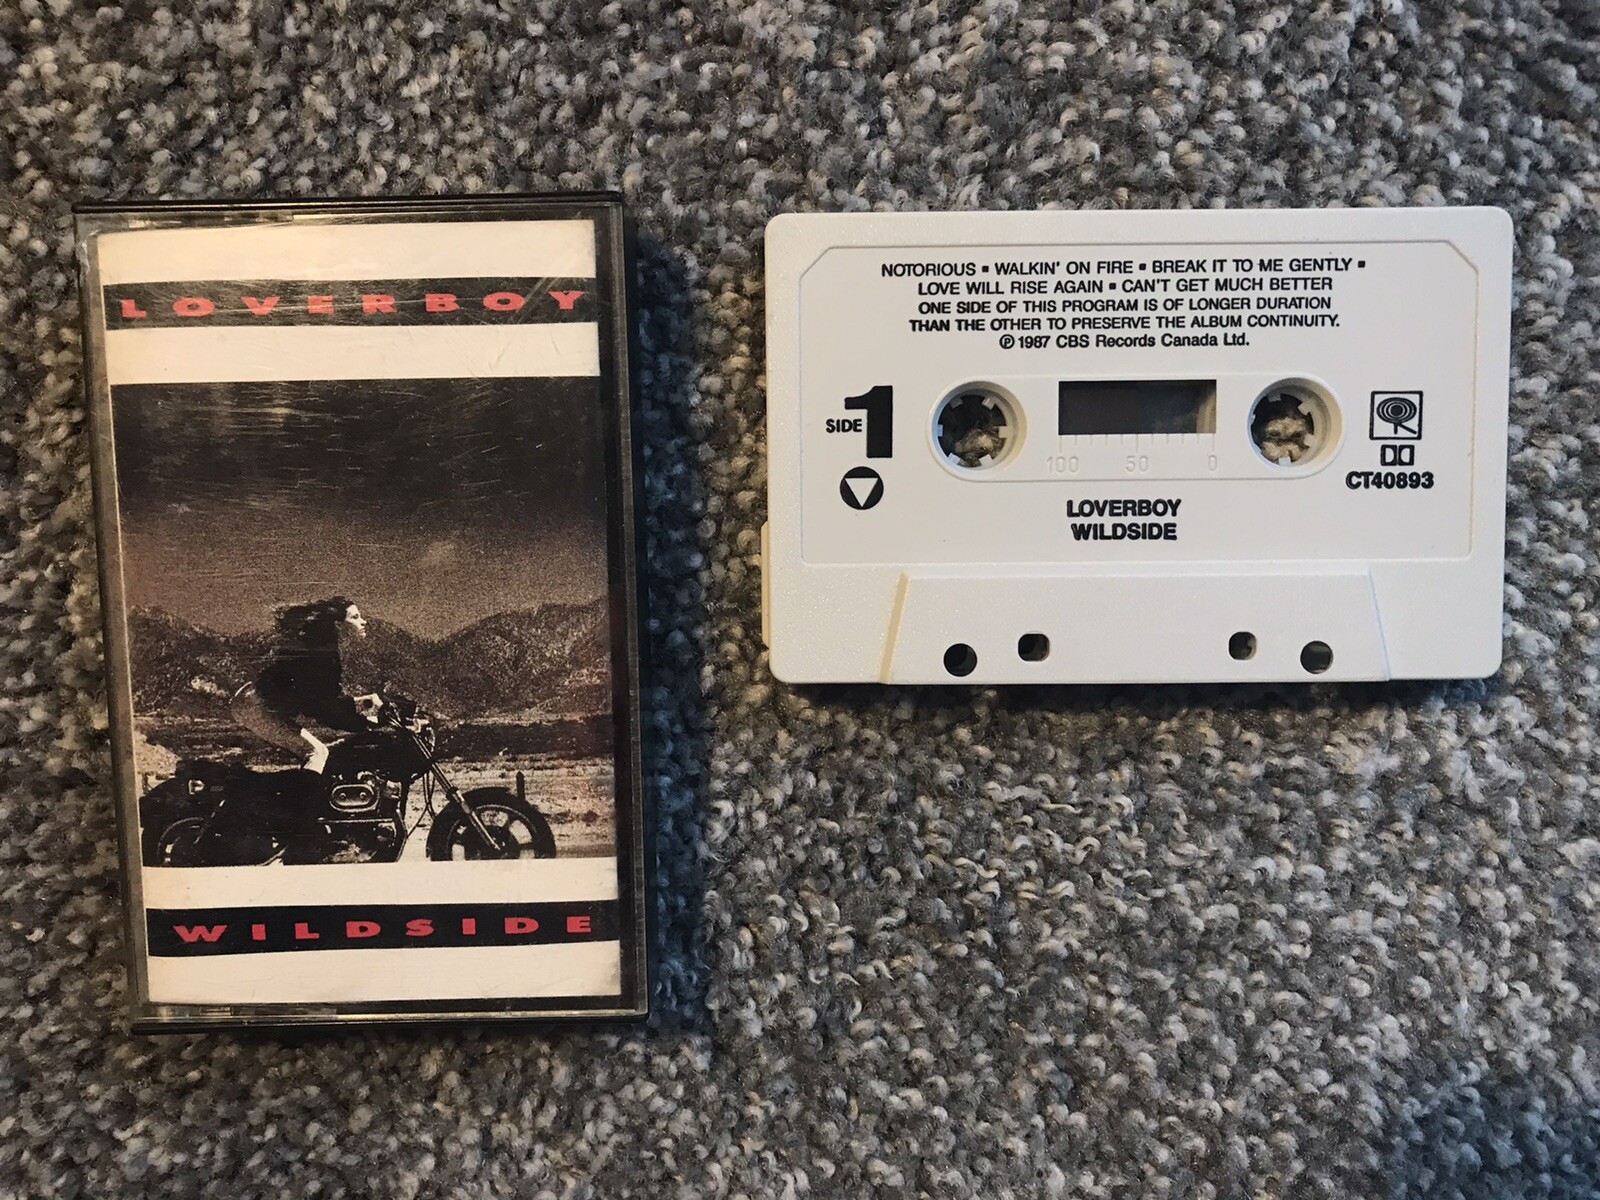 LOVERBOY
WILDSIDE
NOTORIOUS ▪ WALKIN' ON FIRE ▪ BREAK IT TO ME GENTLY ▪
LOVE WILL RISE AGAIN ▪ CAN'T GET MUCH BETTER
ONE SIDE OF THIS PROGRAM IS OF LONGER DURATION
THAN THE OTHER TO PRESERVE THE ALBUM CONTINUITY.
℗ 1987 CBS Records Canada Ltd.
SIDE 1
100 50 0
CT40893
LOVERBOY
WILDSIDE